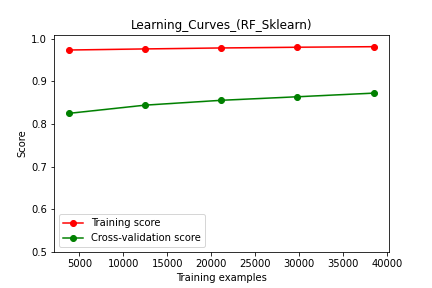 Learning_Curves_(RF_Sklearn)
1.0
0.9
0.8
0.7
0.6
0.5
Score
Training score
Cross-validation score
5000 10000 15000 20000 25000 30000 35000 40000
Training examples